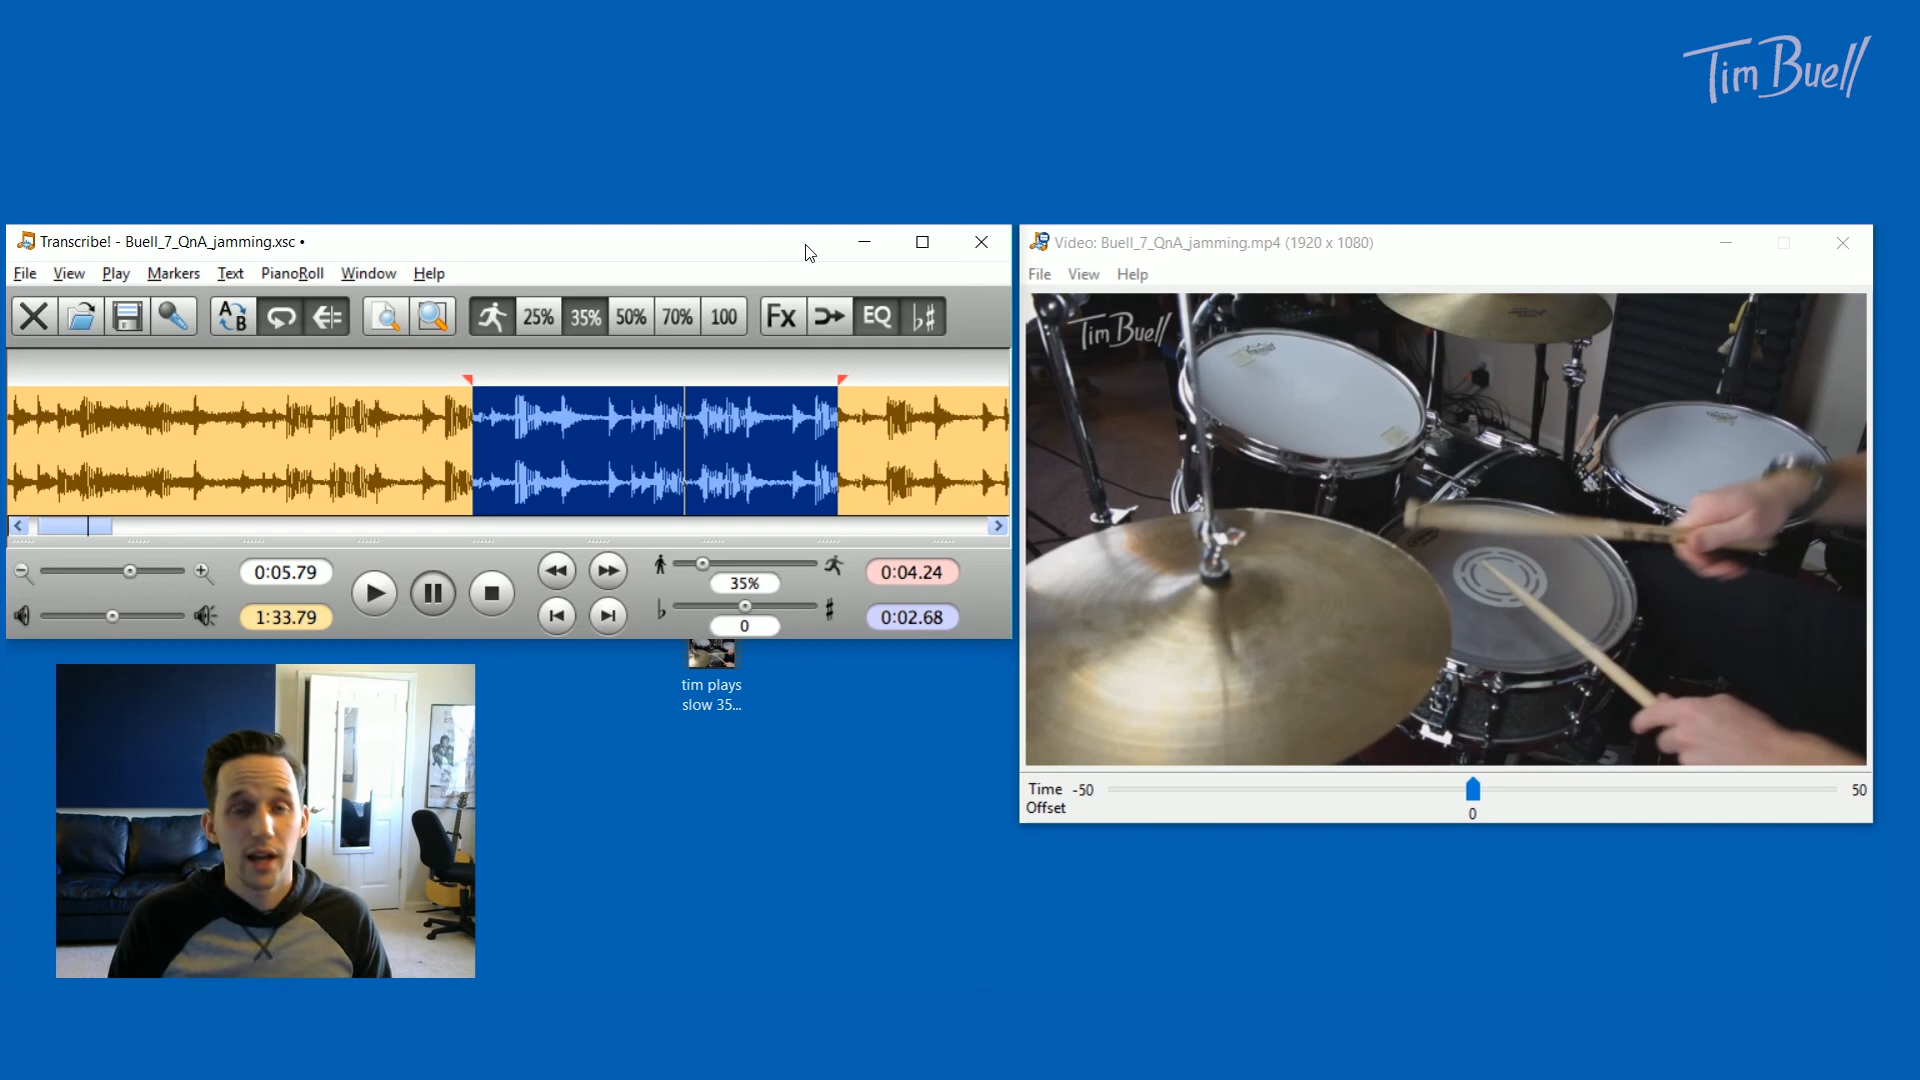 Tim Buell
Transcribe! - Buell_7_QnA_jamming.xsc •
File View Play Markers Text PianoRoll Window Help
A B 25% 35% 50% 70% 100 Fx EQ b#
0:05.79
1:33.79
35%
0
0:04.24
0:02.68
tim plays
slow 35...
Video: Buell_7_QnA_jamming.mp4 (1920 x 1080)
File View Help
Tim Buell
Time -50 50
Offset
0